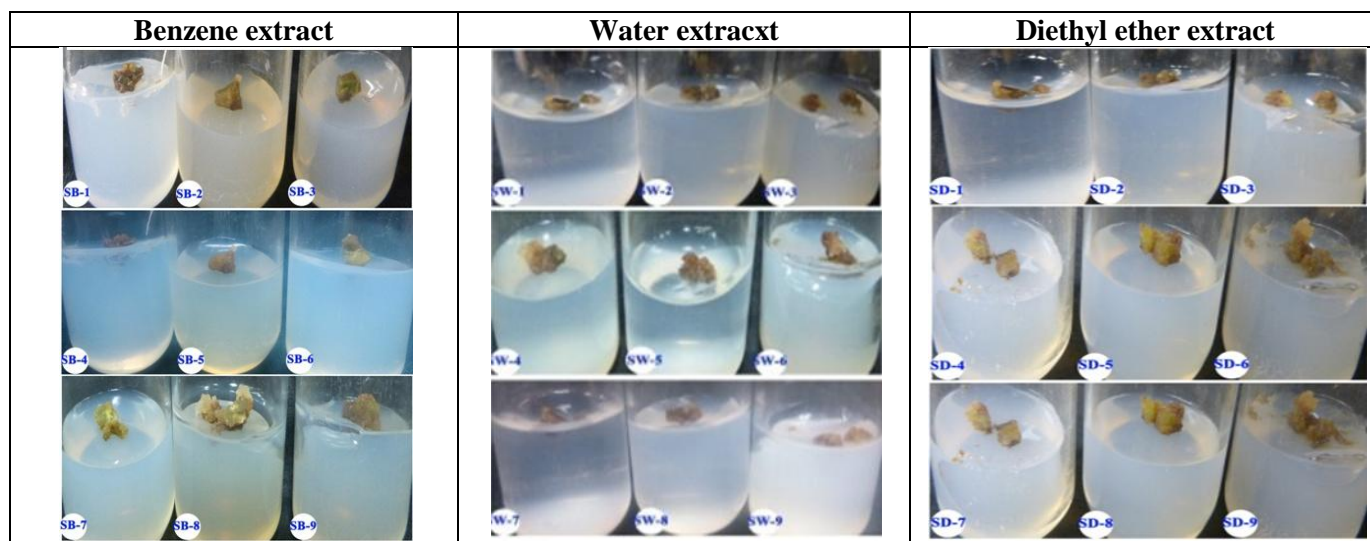 Benzene extract
Water extracxt
Diethyl ether extract
SB-1 SB-2 SB-3
SW-1 SW-2 SW-3
SD-1 SD-2 SD-3
SB-4 SB-5 SB-6
SW-4 SW-5 SW-6
SD-4 SD-5 SD-6
SB-7 SB-8 SB-9
SW-7 SW-8 SW-9
SD-7 SD-8 SD-9